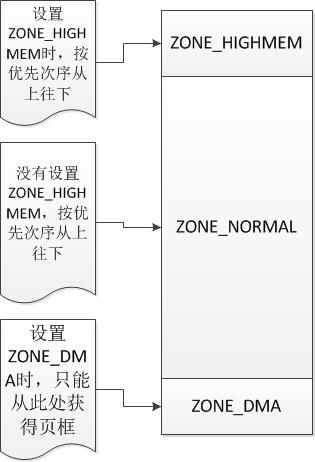 设置
ZONE_HIGH
MEM时，按
优先次序从
上往下
ZONE_HIGHMEM
没有设置
ZONE_HIGH
MEM，按优
先次序从上
往下
ZONE_NORMAL
设置
ZONE_DM
A时，只能
从此处获
得页框
ZONE_DMA